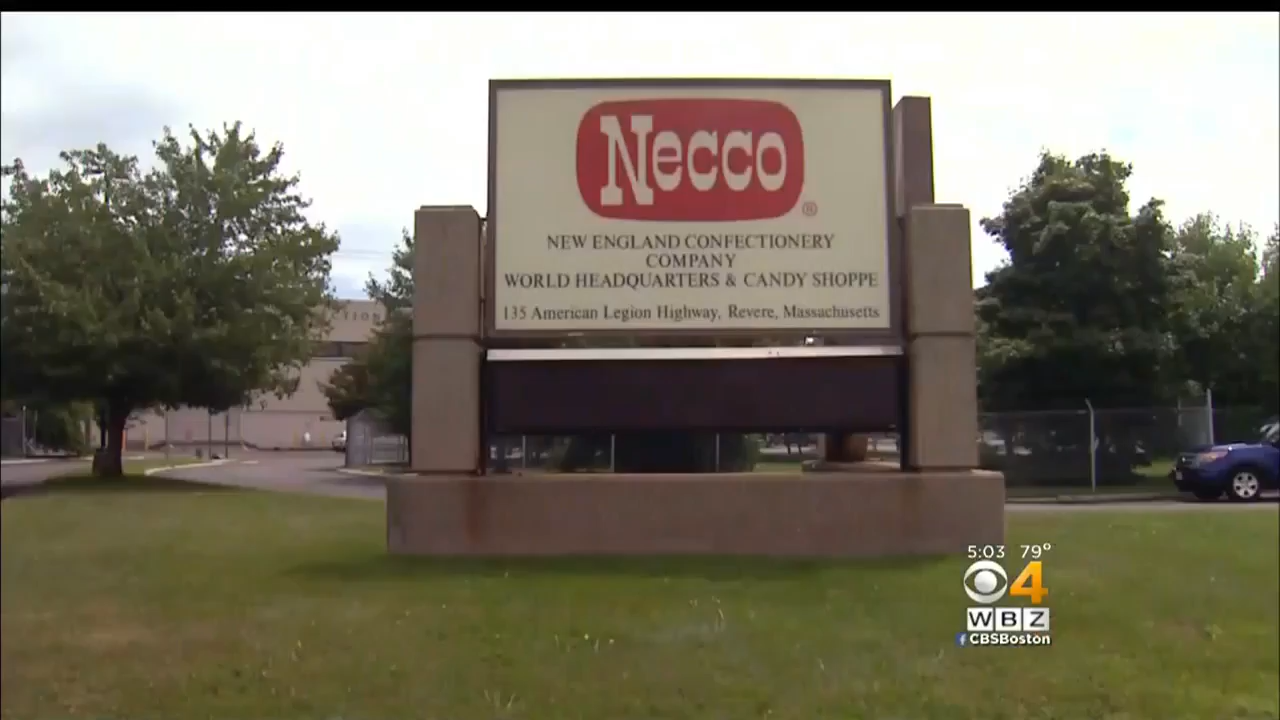 Necco
®
NEW ENGLAND CONFECTIONERY
COMPANY
WORLD HEADQUARTERS & CANDY SHOPPE
135 American Legion Highway, Revere, Massachusetts
5:03 79°
4
WBZ
f CBSBoston